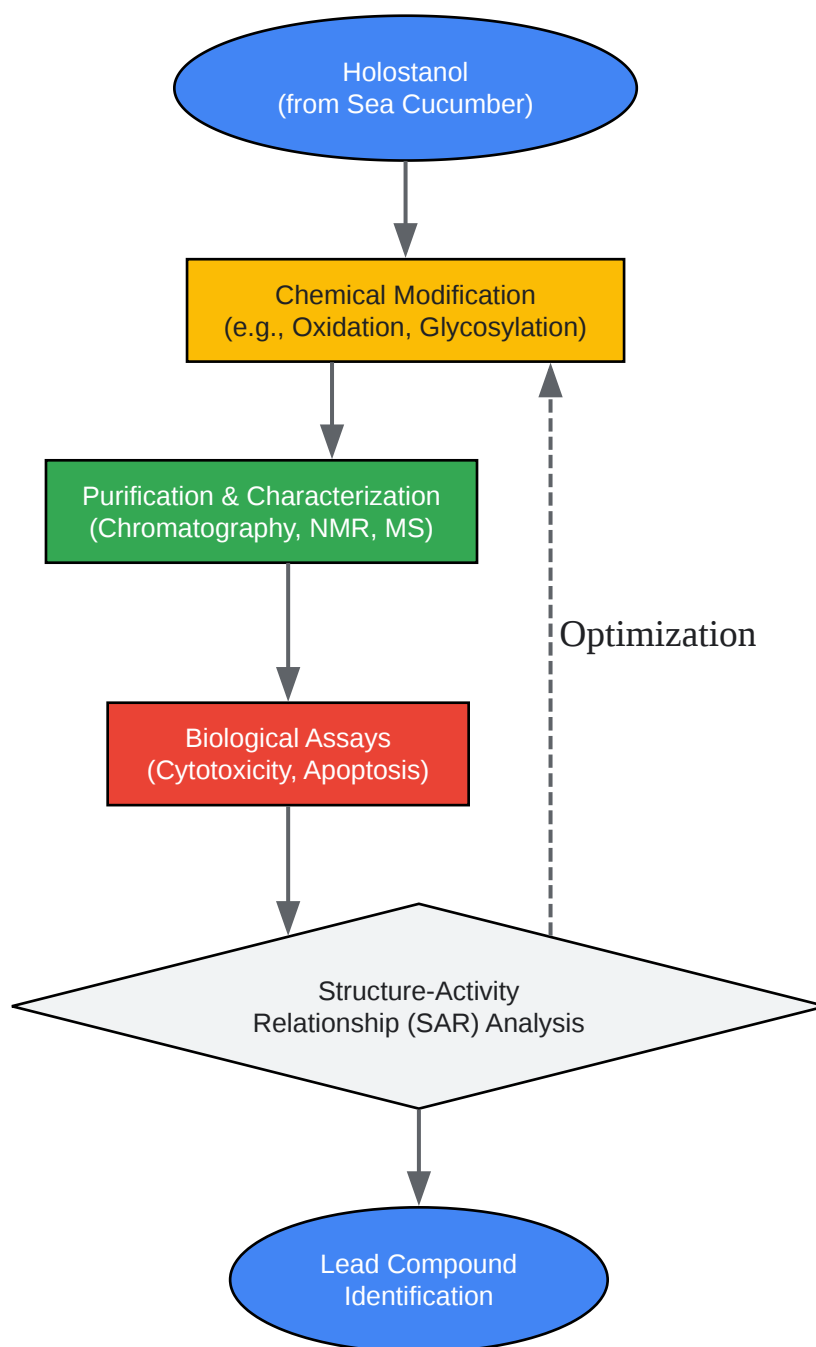 Holostanol
(from Sea Cucumber)
Chemical Modification
(e.g., Oxidation, Glycosylation)
Purification & Characterization
(Chromatography, NMR, MS)
Optimization
Biological Assays
(Cytotoxicity, Apoptosis)
Structure-Activity
Relationship (SAR) Analysis
Lead Compound
Identification